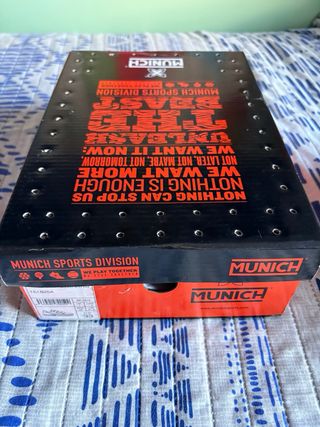 NOTHING CAN STOP US
NOTHING IS ENOUGH
WE WANT MORE
NOT LATER, NOT MAYBE, NOT TOMORROW,
WE WANT IT NOW.
UNLEASH
THE
BEAST
MUNICH SPORTS DIVISION
MUNICH
MUNICH SPORTS DIVISION
WE PLAY TOGETHER
MUNICH
MUNICH